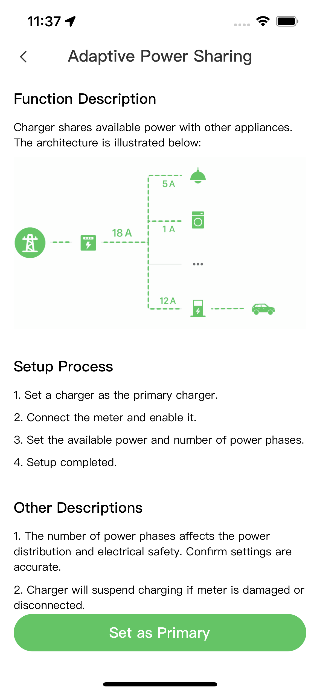 11:37
Adaptive Power Sharing
Function Description
Charger shares available power with other appliances.
The architecture is illustrated below:
5 A
18 A
1 A
12 A
Setup Process
1. Set a charger as the primary charger.
2. Connect the meter and enable it.
3. Set the available power and number of power phases.
4. Setup completed.
Other Descriptions
1. The number of power phases affects the power
distribution and electrical safety. Confirm settings are
accurate.
2. Charger will suspend charging if meter is damaged or
disconnected.
Set as Primary